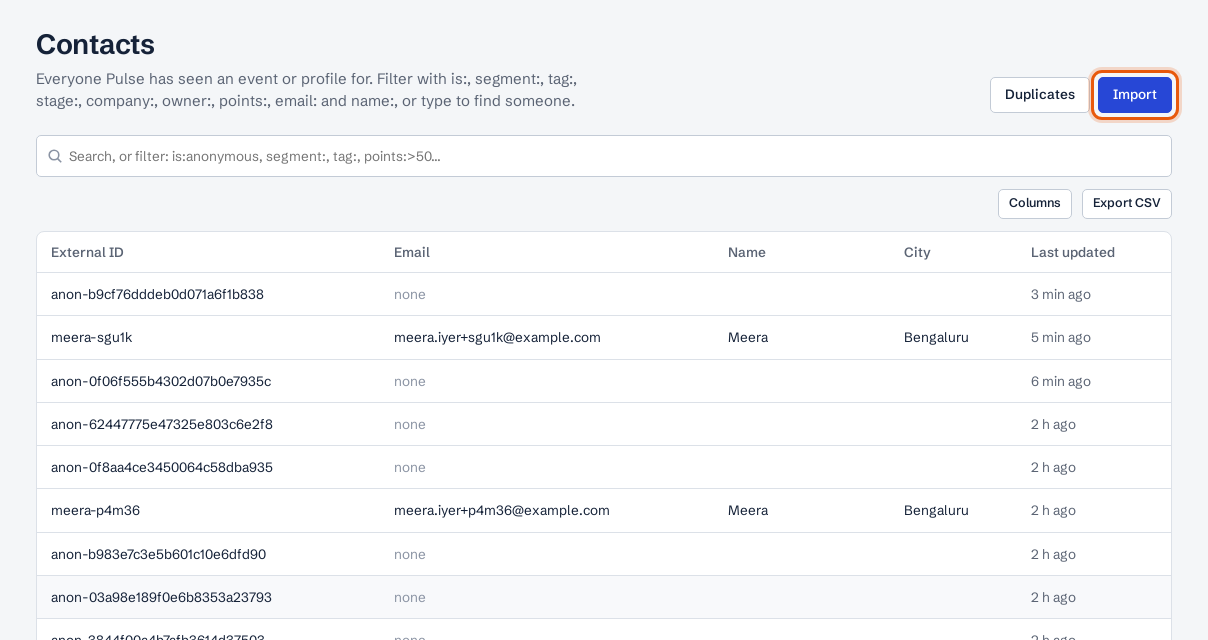 Contacts
Everyone Pulse has seen an event or profile for. Filter with is:, segment:, tag:,
stage:, company:, owner:, points:, email: and name:, or type to find someone.
Duplicates
Import
Search, or filter: is:anonymous, segment:, tag:, points:>50...
Columns
Export CSV
External ID Email Name City Last updated
anon-b9cf76dddeb0d071a6f1b838 none 3 min ago
meera-sgu1k meera.iyer+sgu1k@example.com Meera Bengaluru 5 min ago
anon-0f06f555b4302d07b0e7935c none 6 min ago
anon-62447775e47325e803c6e2f8 none 2 h ago
anon-0f8aa4ce3450064c58dba935 none 2 h ago
meera-p4m36 meera.iyer+p4m36@example.com Meera Bengaluru 2 h ago
anon-b983e7c3e5b601c10e6dfd90 none 2 h ago
anon-03a98e189f0e6b8353a23793 none 2 h ago